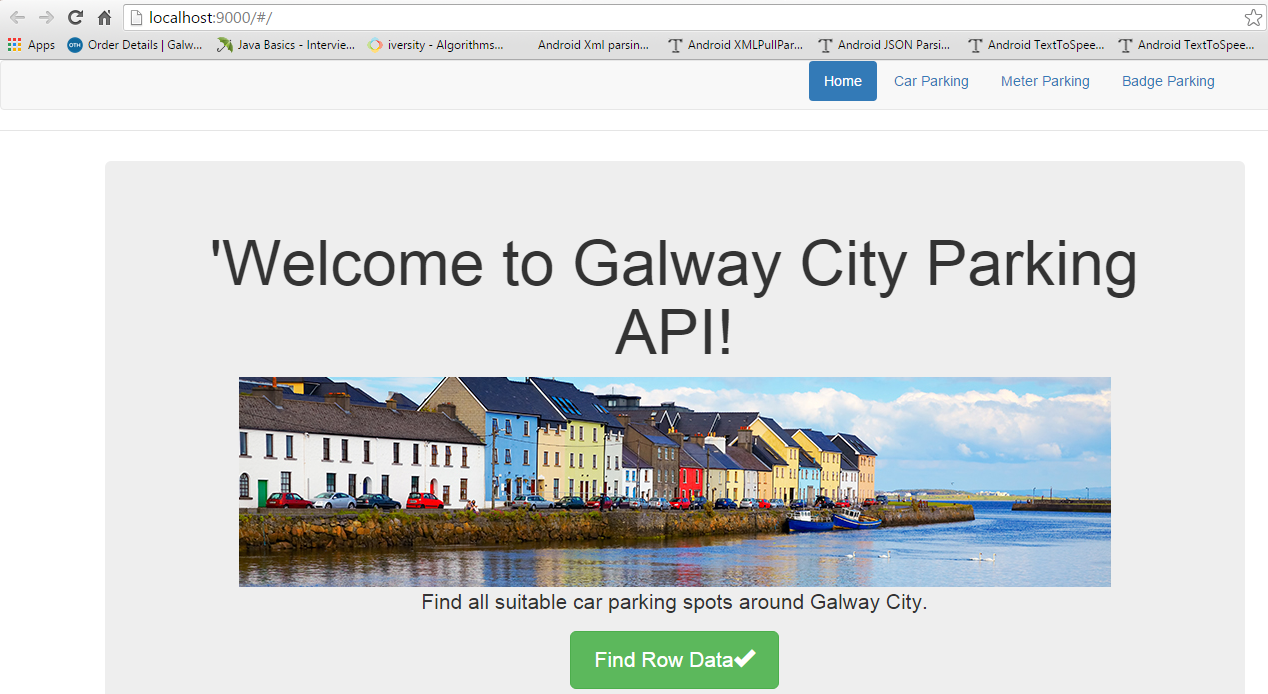 localhost:9000/#/
Apps
OTH
Order Details | Galw...
Java Basics - Intervie...
iversity - Algorithms...
Android Xml parsin...
Android XMLPullPar...
Android JSON Parsi...
Android TextToSpee...
Android TextToSpee...
Home
Car Parking
Meter Parking
Badge Parking
'Welcome to Galway City Parking
API!
Find all suitable car parking spots around Galway City.
Find Row Data